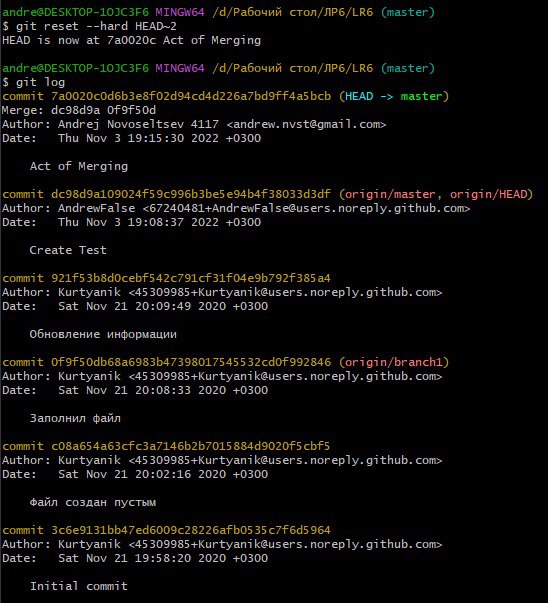 andre@DESKTOP-1OJC3F6 MINGW64 /d/Рабочий стол/ЛР6/LR6 (master)
$ git reset --hard HEAD~2
HEAD is now at 7a0020c Act of Merging
andre@DESKTOP-1OJC3F6 MINGW64 /d/Рабочий стол/ЛР6/LR6 (master)
$ git log
commit 7a0020c0d6b3e8f02d94cd4d226a7bd9ff4a5bcb (HEAD -> master)
Merge: dc98d9a 0f9f50d
Author: Andrej Novoseltsev 4117 <andrew.nvst@gmail.com>
Date:   Thu Nov 3 19:15:30 2022 +0300
    Act of Merging
commit dc98d9a109024f59c996b3be5e94b4f38033d3df (origin/master, origin/HEAD)
Author: AndrewFalse <67240481+AndrewFalse@users.noreply.github.com>
Date:   Thu Nov 3 19:08:37 2022 +0300
    Create Test
commit 921f53b8d0cebf542c791cf31f04e9b792f385a4
Author: Kurtyanik <45309985+Kurtyanik@users.noreply.github.com>
Date:   Sat Nov 21 20:09:49 2020 +0300
    Обновление информации
commit 0f9f50db68a6983b47398017545532cd0f992846 (origin/branch1)
Author: Kurtyanik <45309985+Kurtyanik@users.noreply.github.com>
Date:   Sat Nov 21 20:08:33 2020 +0300
    Заполнил файл
commit c08a654a63cfc3a7146b2b7015884d9020f5cbf5
Author: Kurtyanik <45309985+Kurtyanik@users.noreply.github.com>
Date:   Sat Nov 21 20:02:16 2020 +0300
    Файл создан пустым
commit 3c6e9131bb47ed6009c28226afb0535c7f6d5964
Author: Kurtyanik <45309985+Kurtyanik@users.noreply.github.com>
Date:   Sat Nov 21 19:58:20 2020 +0300
    Initial commit